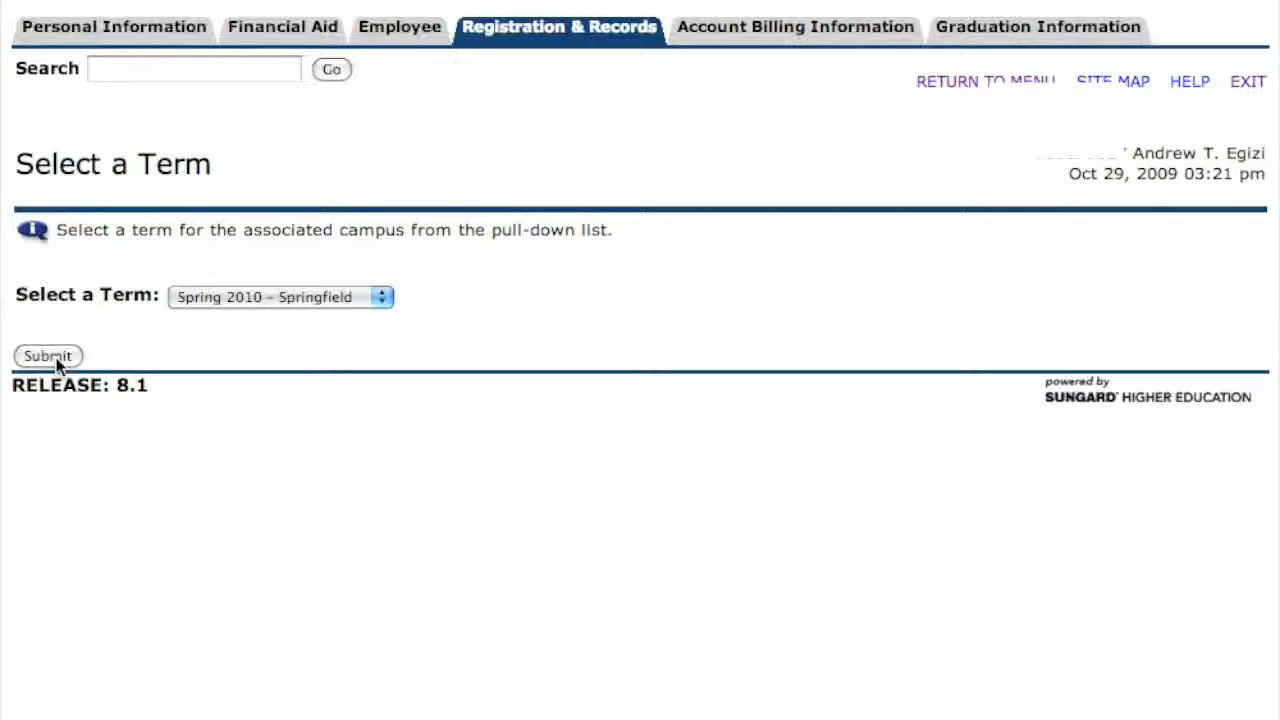 Personal Information Financial Aid Employee Registration & Records Account Billing Information Graduation Information
Search Go
RETURN TO MENU SITE MAP HELP EXIT
Select a Term
Andrew T. Egizi
Oct 29, 2009 03:21 pm
Select a term for the associated campus from the pull-down list.
Select a Term: Spring 2010 – Springfield
Submit
RELEASE: 8.1
powered by
SUNGARD® HIGHER EDUCATION